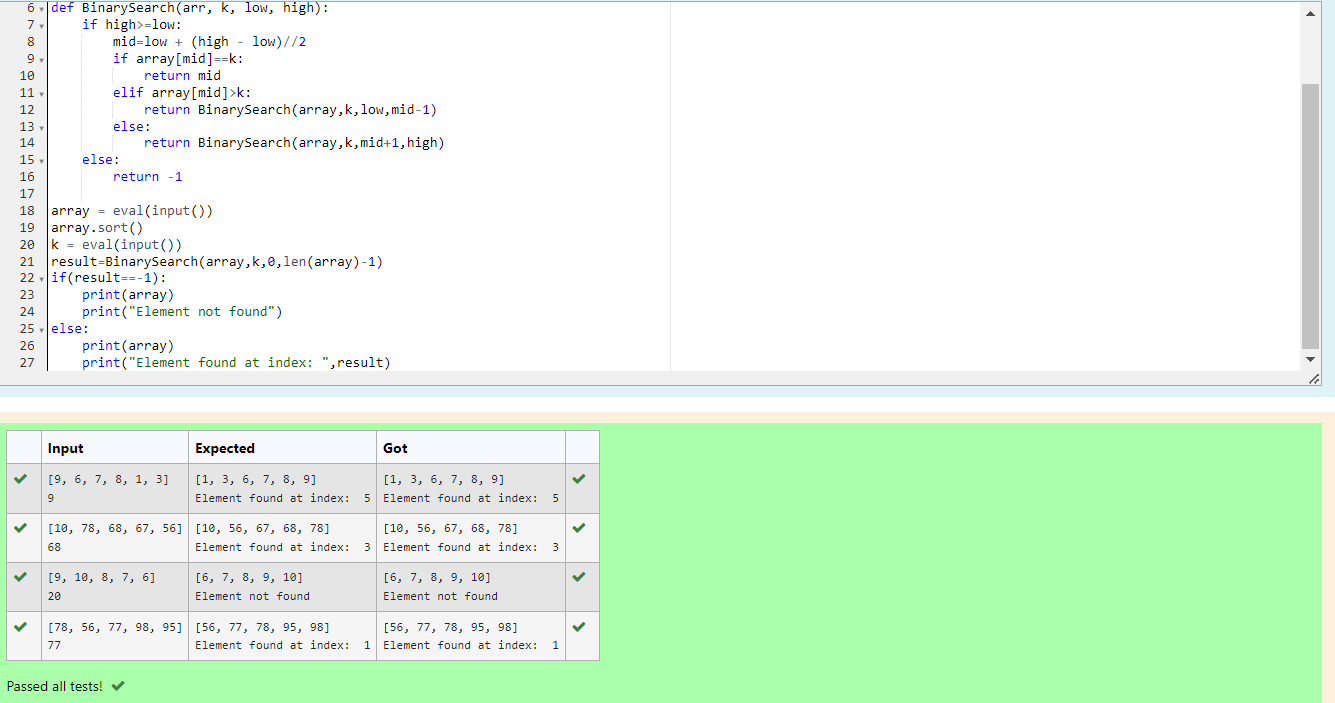 6 def BinarySearch(arr, k, low, high):
7     if high>=low:
8         mid=low + (high - low)//2
9         if array[mid]==k:
10             return mid
11         elif array[mid]>k:
12             return BinarySearch(array,k,low,mid-1)
13         else:
14             return BinarySearch(array,k,mid+1,high)
15     else:
16         return -1
17
18 array = eval(input())
19 array.sort()
20 k = eval(input())
21 result=BinarySearch(array,k,0,len(array)-1)
22 if(result==-1):
23     print(array)
24     print("Element not found")
25 else:
26     print(array)
27     print("Element found at index: ",result)
Input Expected Got
[9, 6, 7, 8, 1, 3] [1, 3, 6, 7, 8, 9] [1, 3, 6, 7, 8, 9]
9 Element found at index:  5 Element found at index:  5
[10, 78, 68, 67, 56] [10, 56, 67, 68, 78] [10, 56, 67, 68, 78]
68 Element found at index:  3 Element found at index:  3
[9, 10, 8, 7, 6] [6, 7, 8, 9, 10] [6, 7, 8, 9, 10]
20 Element not found Element not found
[78, 56, 77, 98, 95] [56, 77, 78, 95, 98] [56, 77, 78, 95, 98]
77 Element found at index:  1 Element found at index:  1
Passed all tests!